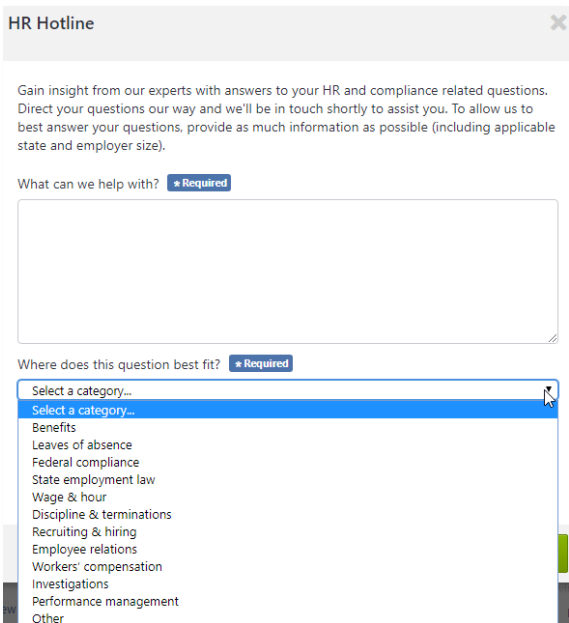 HR Hotline
Gain insight from our experts with answers to your HR and compliance related questions.
Direct your questions our way and we'll be in touch shortly to assist you. To allow us to
best answer your questions, provide as much information as possible (including applicable
state and employer size).
What can we help with? * Required
Where does this question best fit? * Required
Select a category...
Select a category...
Benefits
Leaves of absence
Federal compliance
State employment law
Wage & hour
Discipline & terminations
Recruiting & hiring
Employee relations
Workers' compensation
Investigations
Performance management
Other